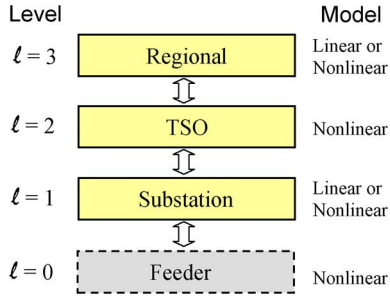 Level Model
ℓ = 3 Regional Linear or
Nonlinear
ℓ = 2 TSO Nonlinear
ℓ = 1 Substation Linear or
Nonlinear
ℓ = 0 Feeder Nonlinear